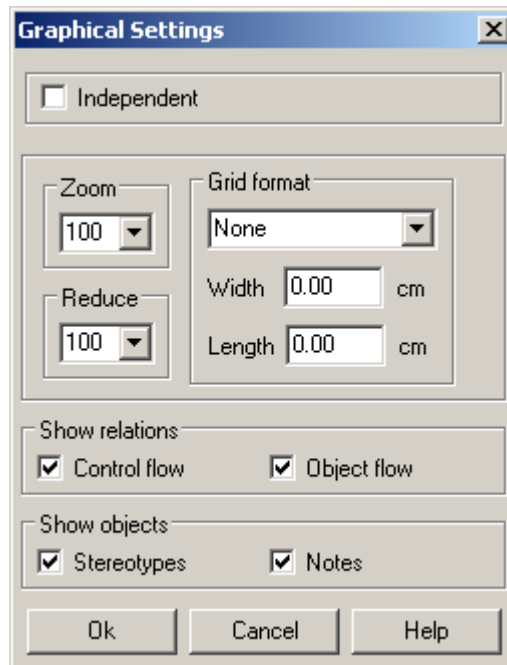 Graphical Settings
Independent
Zoom
100
Reduce
100
Grid format
None
Width 0.00 cm
Length 0.00 cm
Show relations
Control flow Object flow
Show objects
Stereotypes Notes
Ok Cancel Help